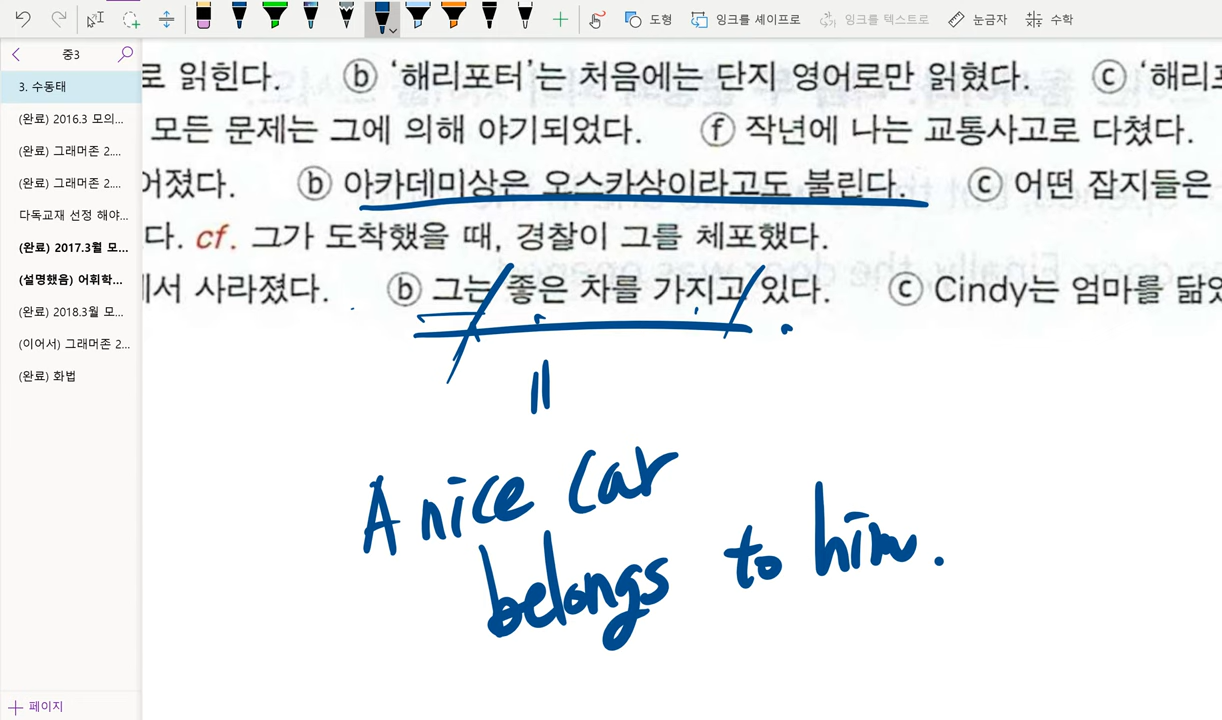 도형
잉크를 셰이프로
잉크를 텍스트로
눈금자
수학
중3
3. 수동태
(완료) 2016.3 모의...
(완료) 그래머존 2....
(완료) 그래머존 2....
다독교재 선정 해야...
(완료) 2017.3월 모...
(설명했음) 어휘학...
(완료) 2018.3월 모...
(이어서) 그래머존 2...
(완료) 화법
페이지
로 읽힌다. ⓑ ‘해리포터’는 처음에는 단지 영어로만 읽혔다. ⓒ ‘해리포
모든 문제는 그에 의해 야기되었다. ⓕ 작년에 나는 교통사고로 다쳤다.
어졌다. ⓑ 아카데미상은 오스카상이라고도 불린다. ⓒ 어떤 잡지들은
다. cf. 그가 도착했을 때, 경찰이 그를 체포했다.
에서 사라졌다. ⓑ 그는 좋은 차를 가지고 있다. ⓒ Cindy는 엄마를 닮았
A nice car
belongs to him.